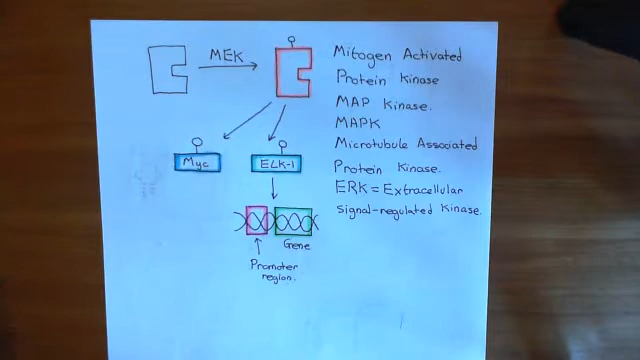 MEK
Mitogen Activated
Protein Kinase
MAP Kinase.
MAPK
Microtubule Associated
Protein Kinase.
ERK = Extracellular
signal-regulated Kinase.
Myc
ELK-1
Gene
Promoter
region.